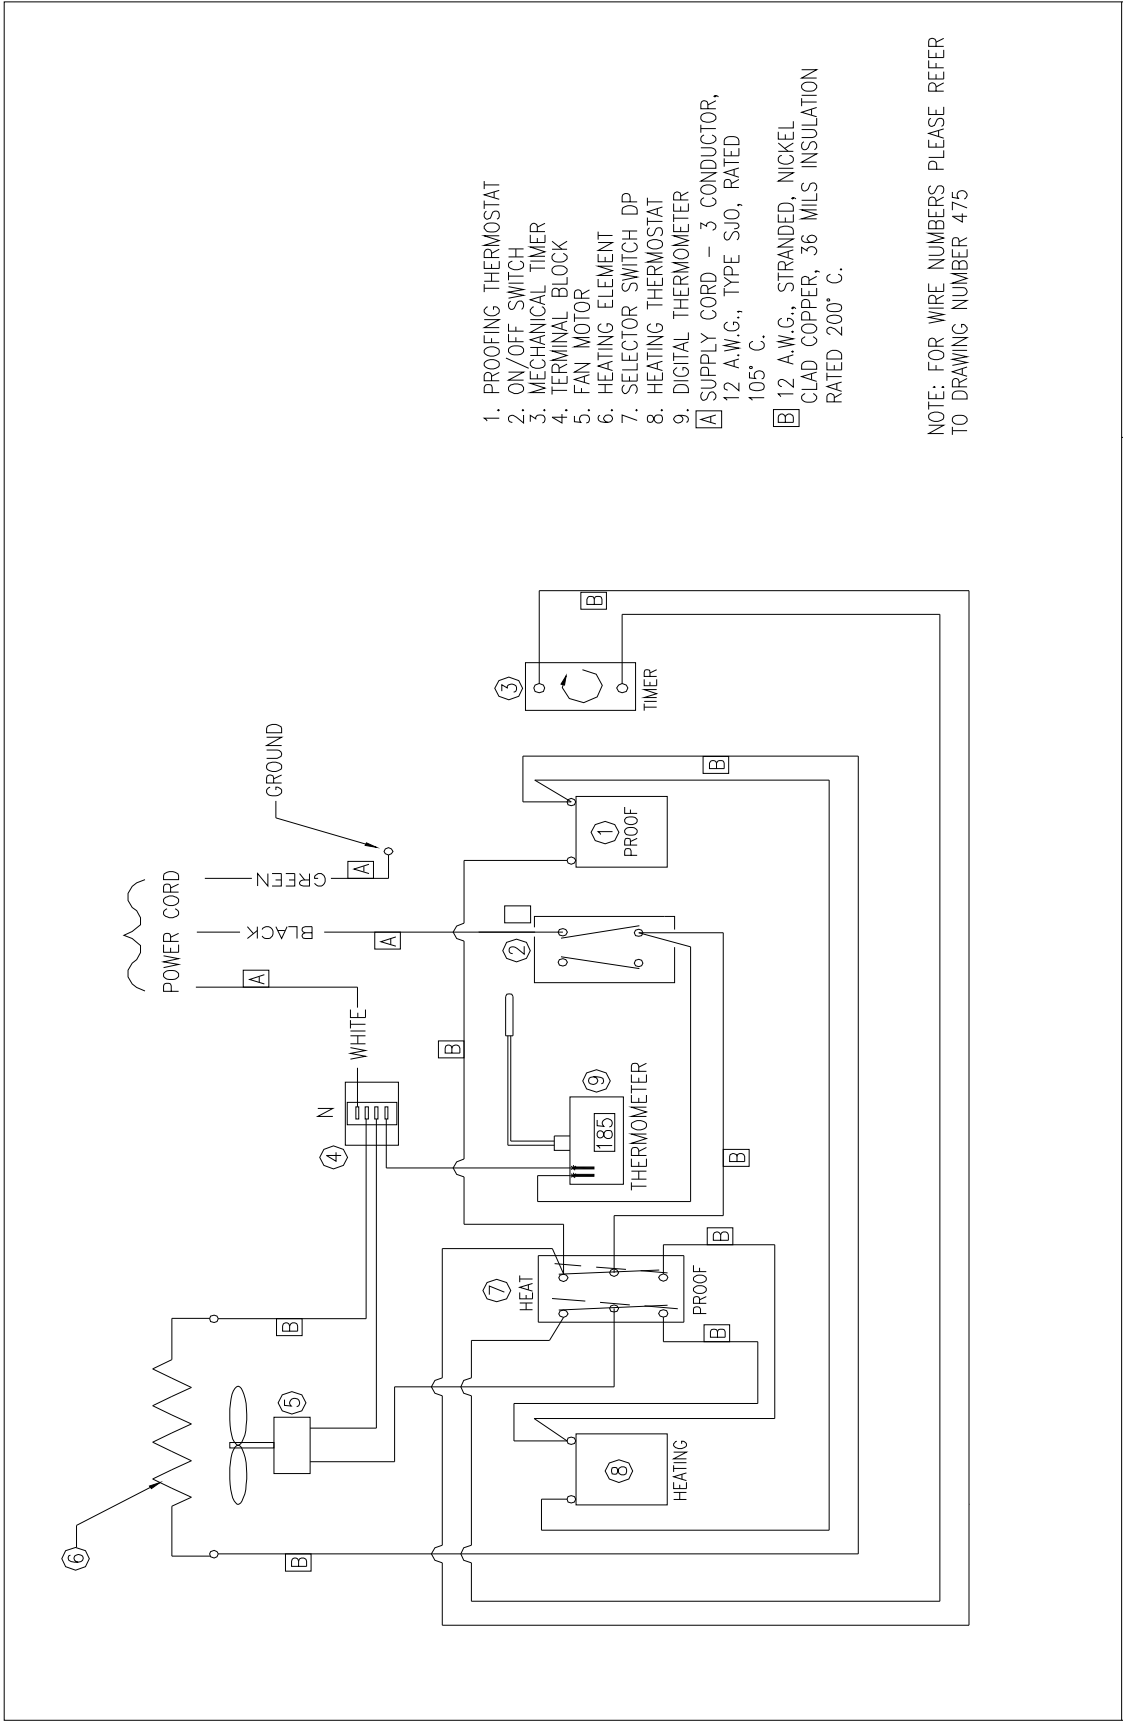 POWER CORD
GROUND
WHITE
BLACK
GREEN
A
A
A
N
4
6
5
B
B
B
7
HEAT
PROOF
B
B
8
HEATING
9
185
THERMOMETER
B
2
1
PROOF
B
3
TIMER
B
1. PROOFING THERMOSTAT
2. ON/OFF SWITCH
3. MECHANICAL TIMER
4. TERMINAL BLOCK
5. FAN MOTOR
6. HEATING ELEMENT
7. SELECTOR SWITCH DP
8. HEATING THERMOSTAT
9. DIGITAL THERMOMETER
A SUPPLY CORD - 3 CONDUCTOR,
12 A.W.G., TYPE SJO, RATED
105° C.
B 12 A.W.G., STRANDED, NICKEL
CLAD COPPER, 36 MILS INSULATION
RATED 200° C.
NOTE: FOR WIRE NUMBERS PLEASE REFER
TO DRAWING NUMBER 475